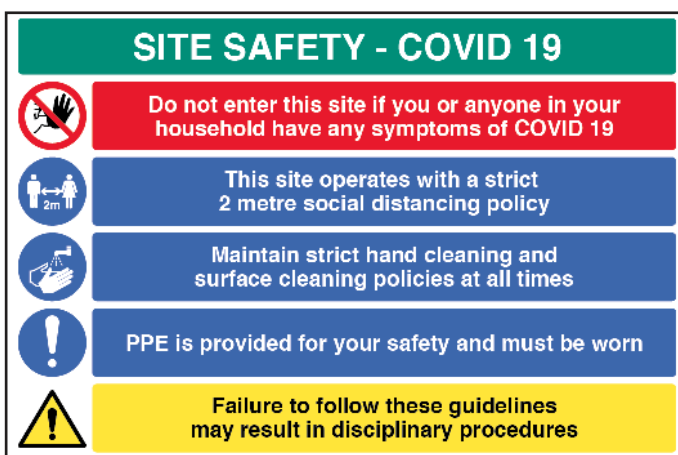 SITE SAFETY - COVID 19
Do not enter this site if you or anyone in your
household have any symptoms of COVID 19
2m
This site operates with a strict
2 metre social distancing policy
Maintain strict hand cleaning and
surface cleaning policies at all times
!
PPE is provided for your safety and must be worn
!
Failure to follow these guidelines
may result in disciplinary procedures